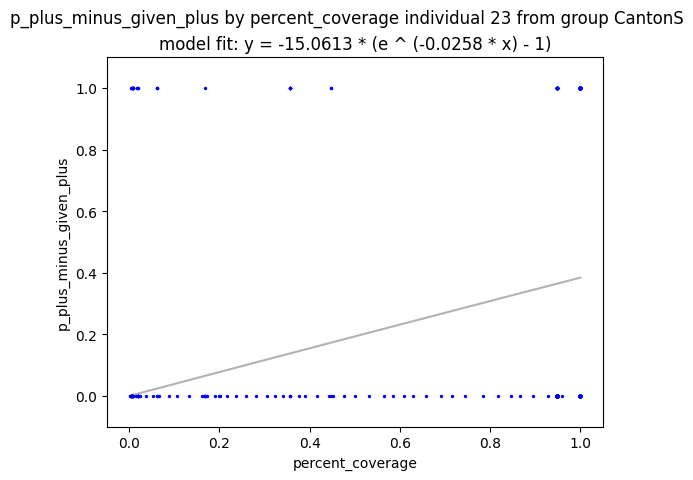 p_plus_minus_given_plus by percent_coverage individual 23 from group CantonS
model fit: y = -15.0613 * (e ^ (-0.0258 * x) - 1)
1.0
0.8
0.6
0.4
0.2
0.0
p_plus_minus_given_plus
0.0 0.2 0.4 0.6 0.8 1.0
percent_coverage